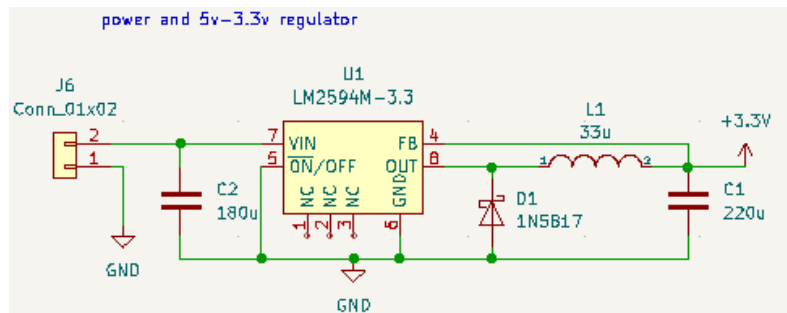 power and 5v-3.3v regulator
J6
Conn_01x02
2
1
GND
C2
180u
U1
LM2594M-3.3
7
VIN
5
ON/OFF
NC
NC
NC
1
2
3
FB
4
OUT
8
GND
6
GND
D1
1N5817
L1
33u
1
2
+3.3V
C1
220u